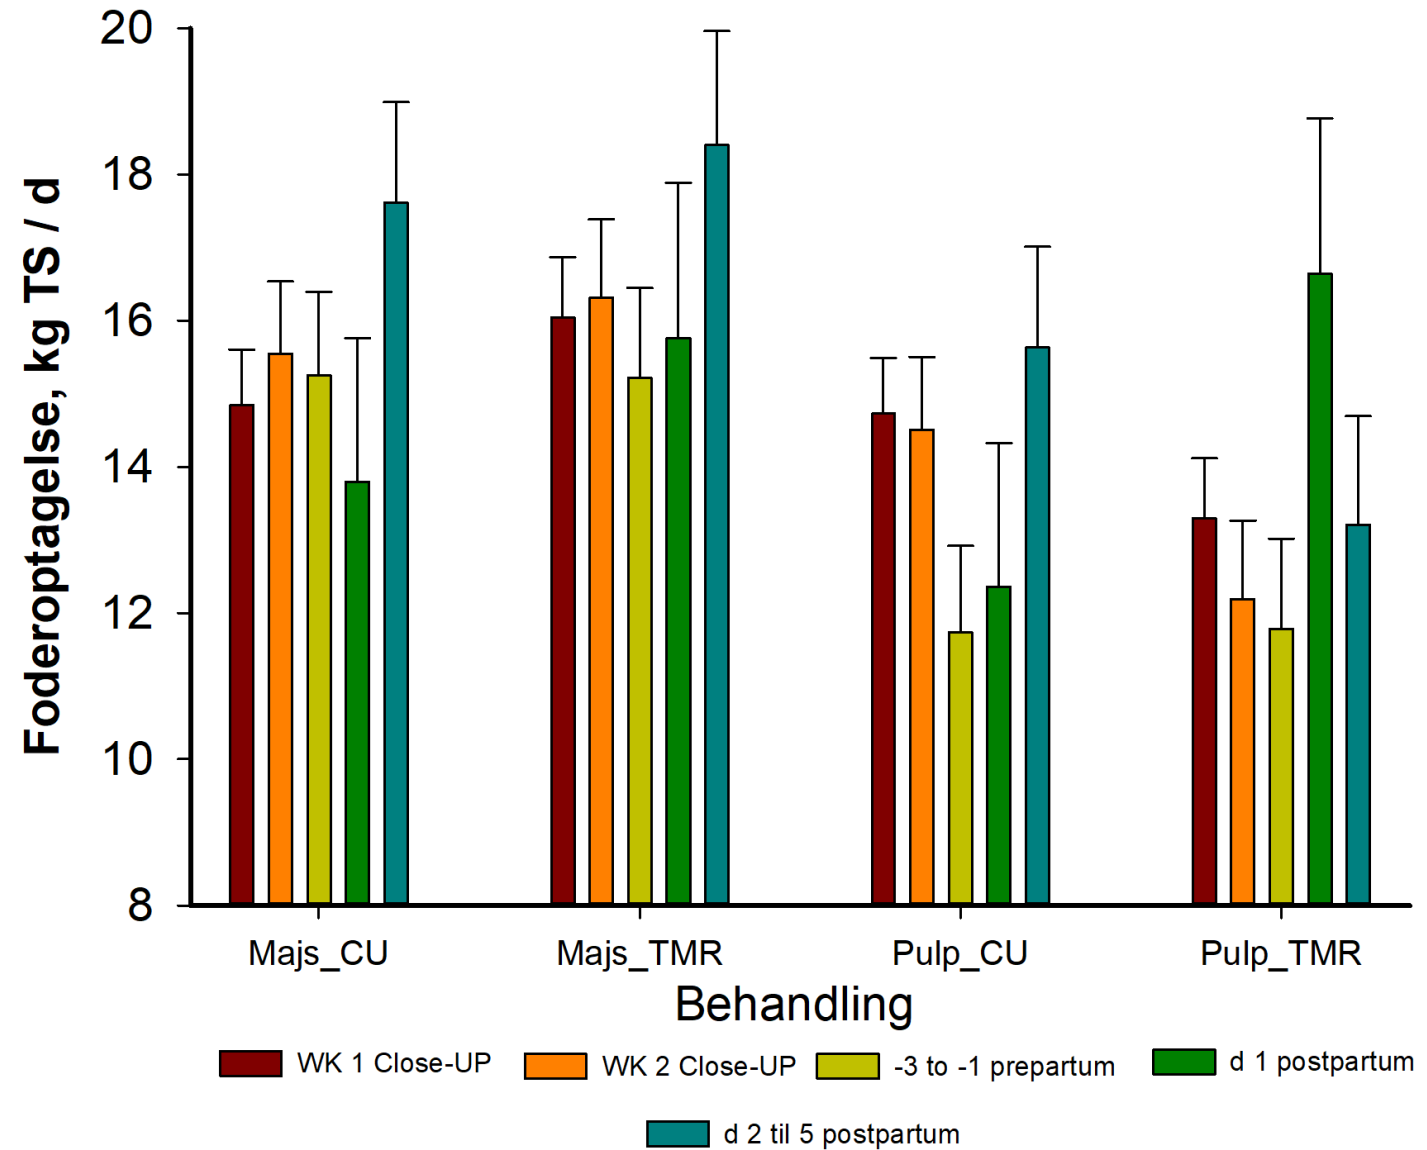 Foderoptagelse, kg TS / d
20
18
16
14
12
10
8
Majs_CU Majs_TMR Pulp_CU Pulp_TMR
Behandling
WK 1 Close-UP WK 2 Close-UP -3 to -1 prepartum d 1 postpartum
d 2 til 5 postpartum